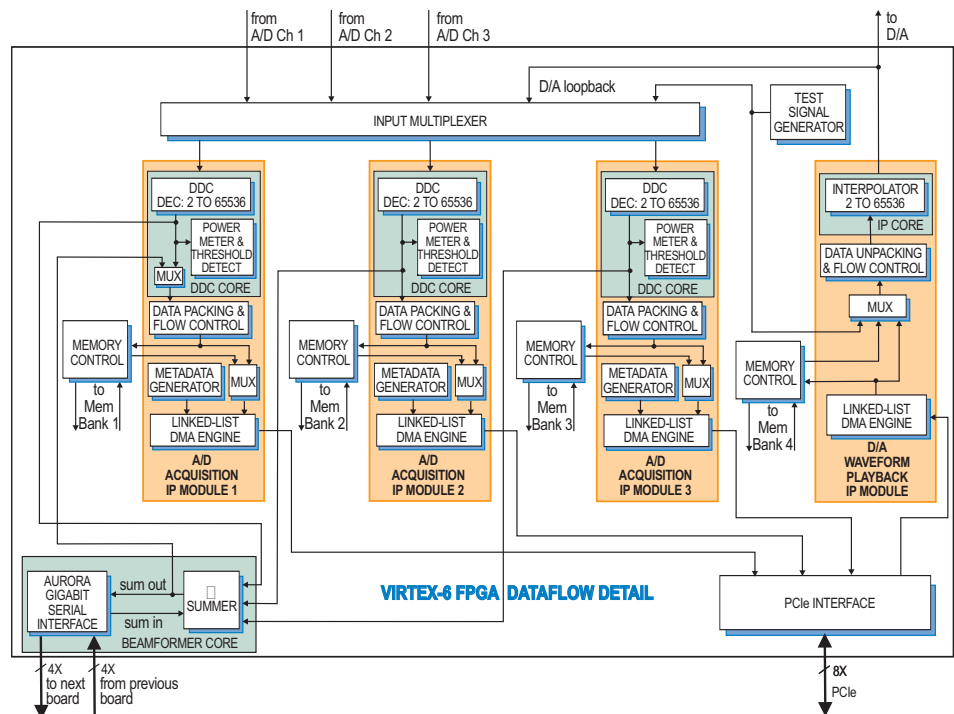 from
A/D Ch 1
from
A/D Ch 2
from
A/D Ch 3
to
D/A
D/A loopback
TEST
SIGNAL
GENERATOR
INPUT MULTIPLEXER
DDC
DEC: 2 TO 65536
POWER
METER &
THRESHOLD
DETECT
MUX
DDC CORE
DATA PACKING &
FLOW CONTROL
MEMORY
CONTROL
METADATA
GENERATOR
MUX
to
Mem
Bank 1
LINKED-LIST
DMA ENGINE
A/D
ACQUISITION
IP MODULE 1
DDC
DEC: 2 TO 65536
POWER
METER &
THRESHOLD
DETECT
DDC CORE
DATA PACKING &
FLOW CONTROL
MEMORY
CONTROL
METADATA
GENERATOR
MUX
to
Mem
Bank 2
LINKED-LIST
DMA ENGINE
A/D
ACQUISITION
IP MODULE 2
DDC
DEC: 2 TO 65536
POWER
METER &
THRESHOLD
DETECT
DDC CORE
DATA PACKING &
FLOW CONTROL
MEMORY
CONTROL
METADATA
GENERATOR
MUX
to
Mem
Bank 3
LINKED-LIST
DMA ENGINE
A/D
ACQUISITION
IP MODULE 3
INTERPOLATOR
2 TO 65536
IP CORE
DATA UNPACKING
& FLOW CONTROL
MUX
MEMORY
CONTROL
to
Mem
Bank 4
LINKED-LIST
DMA ENGINE
D/A
WAVEFORM
PLAYBACK
IP MODULE
AURORA
GIGABIT
SERIAL
INTERFACE
sum out
sum in
SUMMER
BEAMFORMER CORE
VIRTEX-6 FPGA DATAFLOW DETAIL
PCIe INTERFACE
4X
to next
board
4X
from previous
board
8X
PCIe